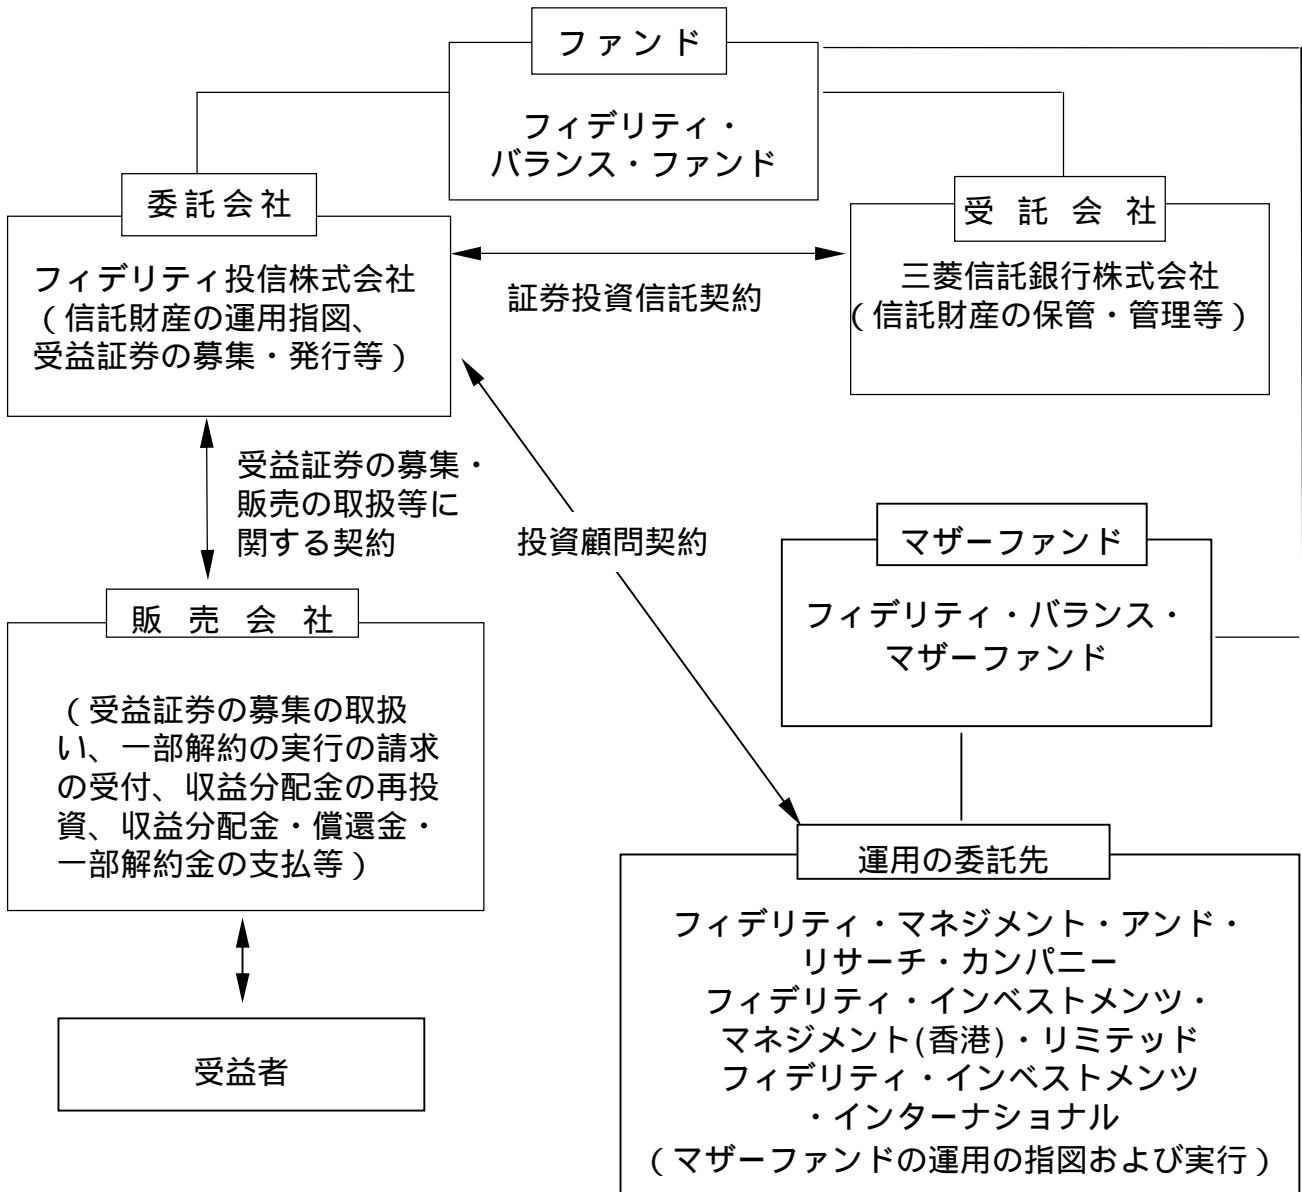 ファンド
フィデリティ・
バランス・ファンド
委託会社
フィデリティ投信株式会社
(信託財産の運用指図、
受益証券の募集・発行等)
証券投資信託契約
受託会社
三菱信託銀行株式会社
(信託財産の保管・管理等)
受益証券の募集・
販売の取扱等に
関する契約
投資顧問契約
マザーファンド
フィデリティ・バランス・
マザーファンド
販売会社
(受益証券の募集の取扱
い、一部解約の実行の請求
の受付、収益分配金の再投
資、収益分配金・償還金・
一部解約金の支払等)
運用の委託先
フィデリティ・マネジメント・アンド・
リサーチ・カンパニー
フィデリティ・インベストメンツ・
マネジメント(香港)・リミテッド
フィデリティ・インベストメンツ
・インターナショナル
(マザーファンドの運用の指図および実行)
受益者